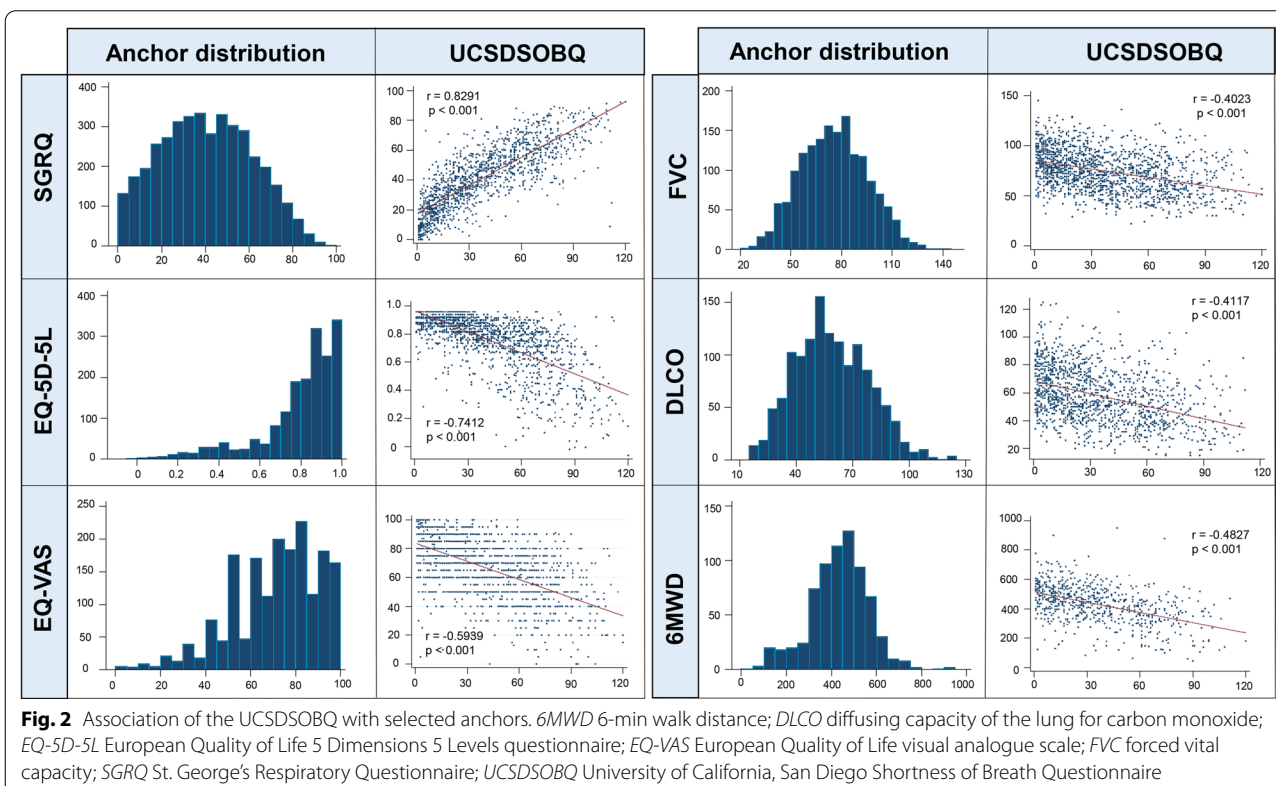 Anchor distribution UCSDSOBQ Anchor distribution UCSDSOBQ
SGRQ
400
300
200
100
0
0 20 40 60 80 100
100
80
60
40
20
0
0 30 60 90 120
r = 0.8291
p < 0.001
FVC
200
150
100
50
0
20 50 80 110 140
150
100
50
0
0 30 60 90 120
r = -0.4023
p < 0.001
EQ-5D-5L
400
300
200
100
0
0 0.2 0.4 0.6 0.8 1.0
1.0
0.8
0.6
0.4
0.2
0
0 30 60 90 120
r = -0.7412
p < 0.001
DLCO
150
100
50
0
10 40 70 100 130
120
100
80
60
40
20
0 30 60 90 120
r = -0.4117
p < 0.001
EQ-VAS
250
200
150
100
50
0
0 20 40 60 80 100
100
80
60
40
20
0
0 30 60 90 120
r = -0.5939
p < 0.001
6MWD
150
100
50
0
0 200 400 600 800 1000
1000
800
600
400
200
0
0 30 60 90 120
r = -0.4827
p < 0.001
Fig. 2 Association of the UCSDSOBQ with selected anchors. 6MWD 6-min walk distance; DLCO diffusing capacity of the lung for carbon monoxide;
EQ-5D-5L European Quality of Life 5 Dimensions 5 Levels questionnaire; EQ-VAS European Quality of Life visual analogue scale; FVC forced vital
capacity; SGRQ St. George's Respiratory Questionnaire; UCSDSOBQ University of California, San Diego Shortness of Breath Questionnaire